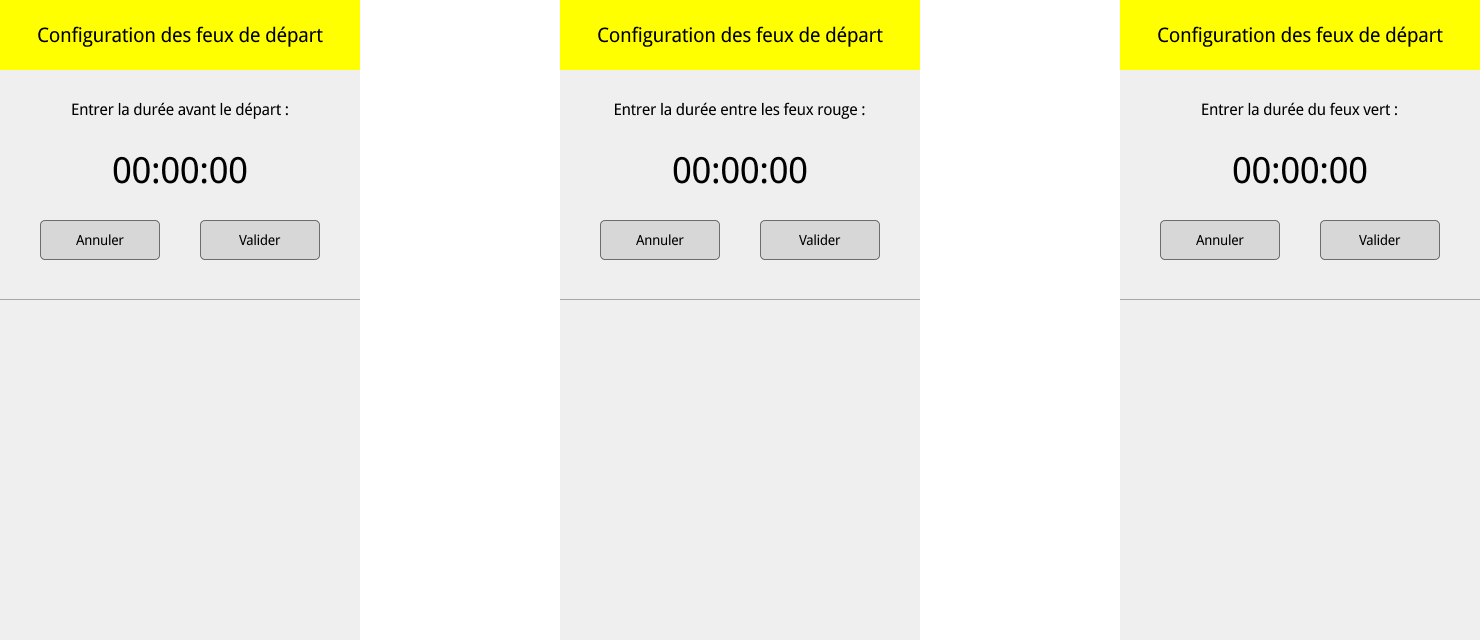 Configuration des feux de départ
Entrer la durée avant le départ :
00:00:00
Annuler
Valider
Configuration des feux de départ
Entrer la durée entre les feux rouge :
00:00:00
Annuler
Valider
Configuration des feux de départ
Entrer la durée du feux vert :
00:00:00
Annuler
Valider